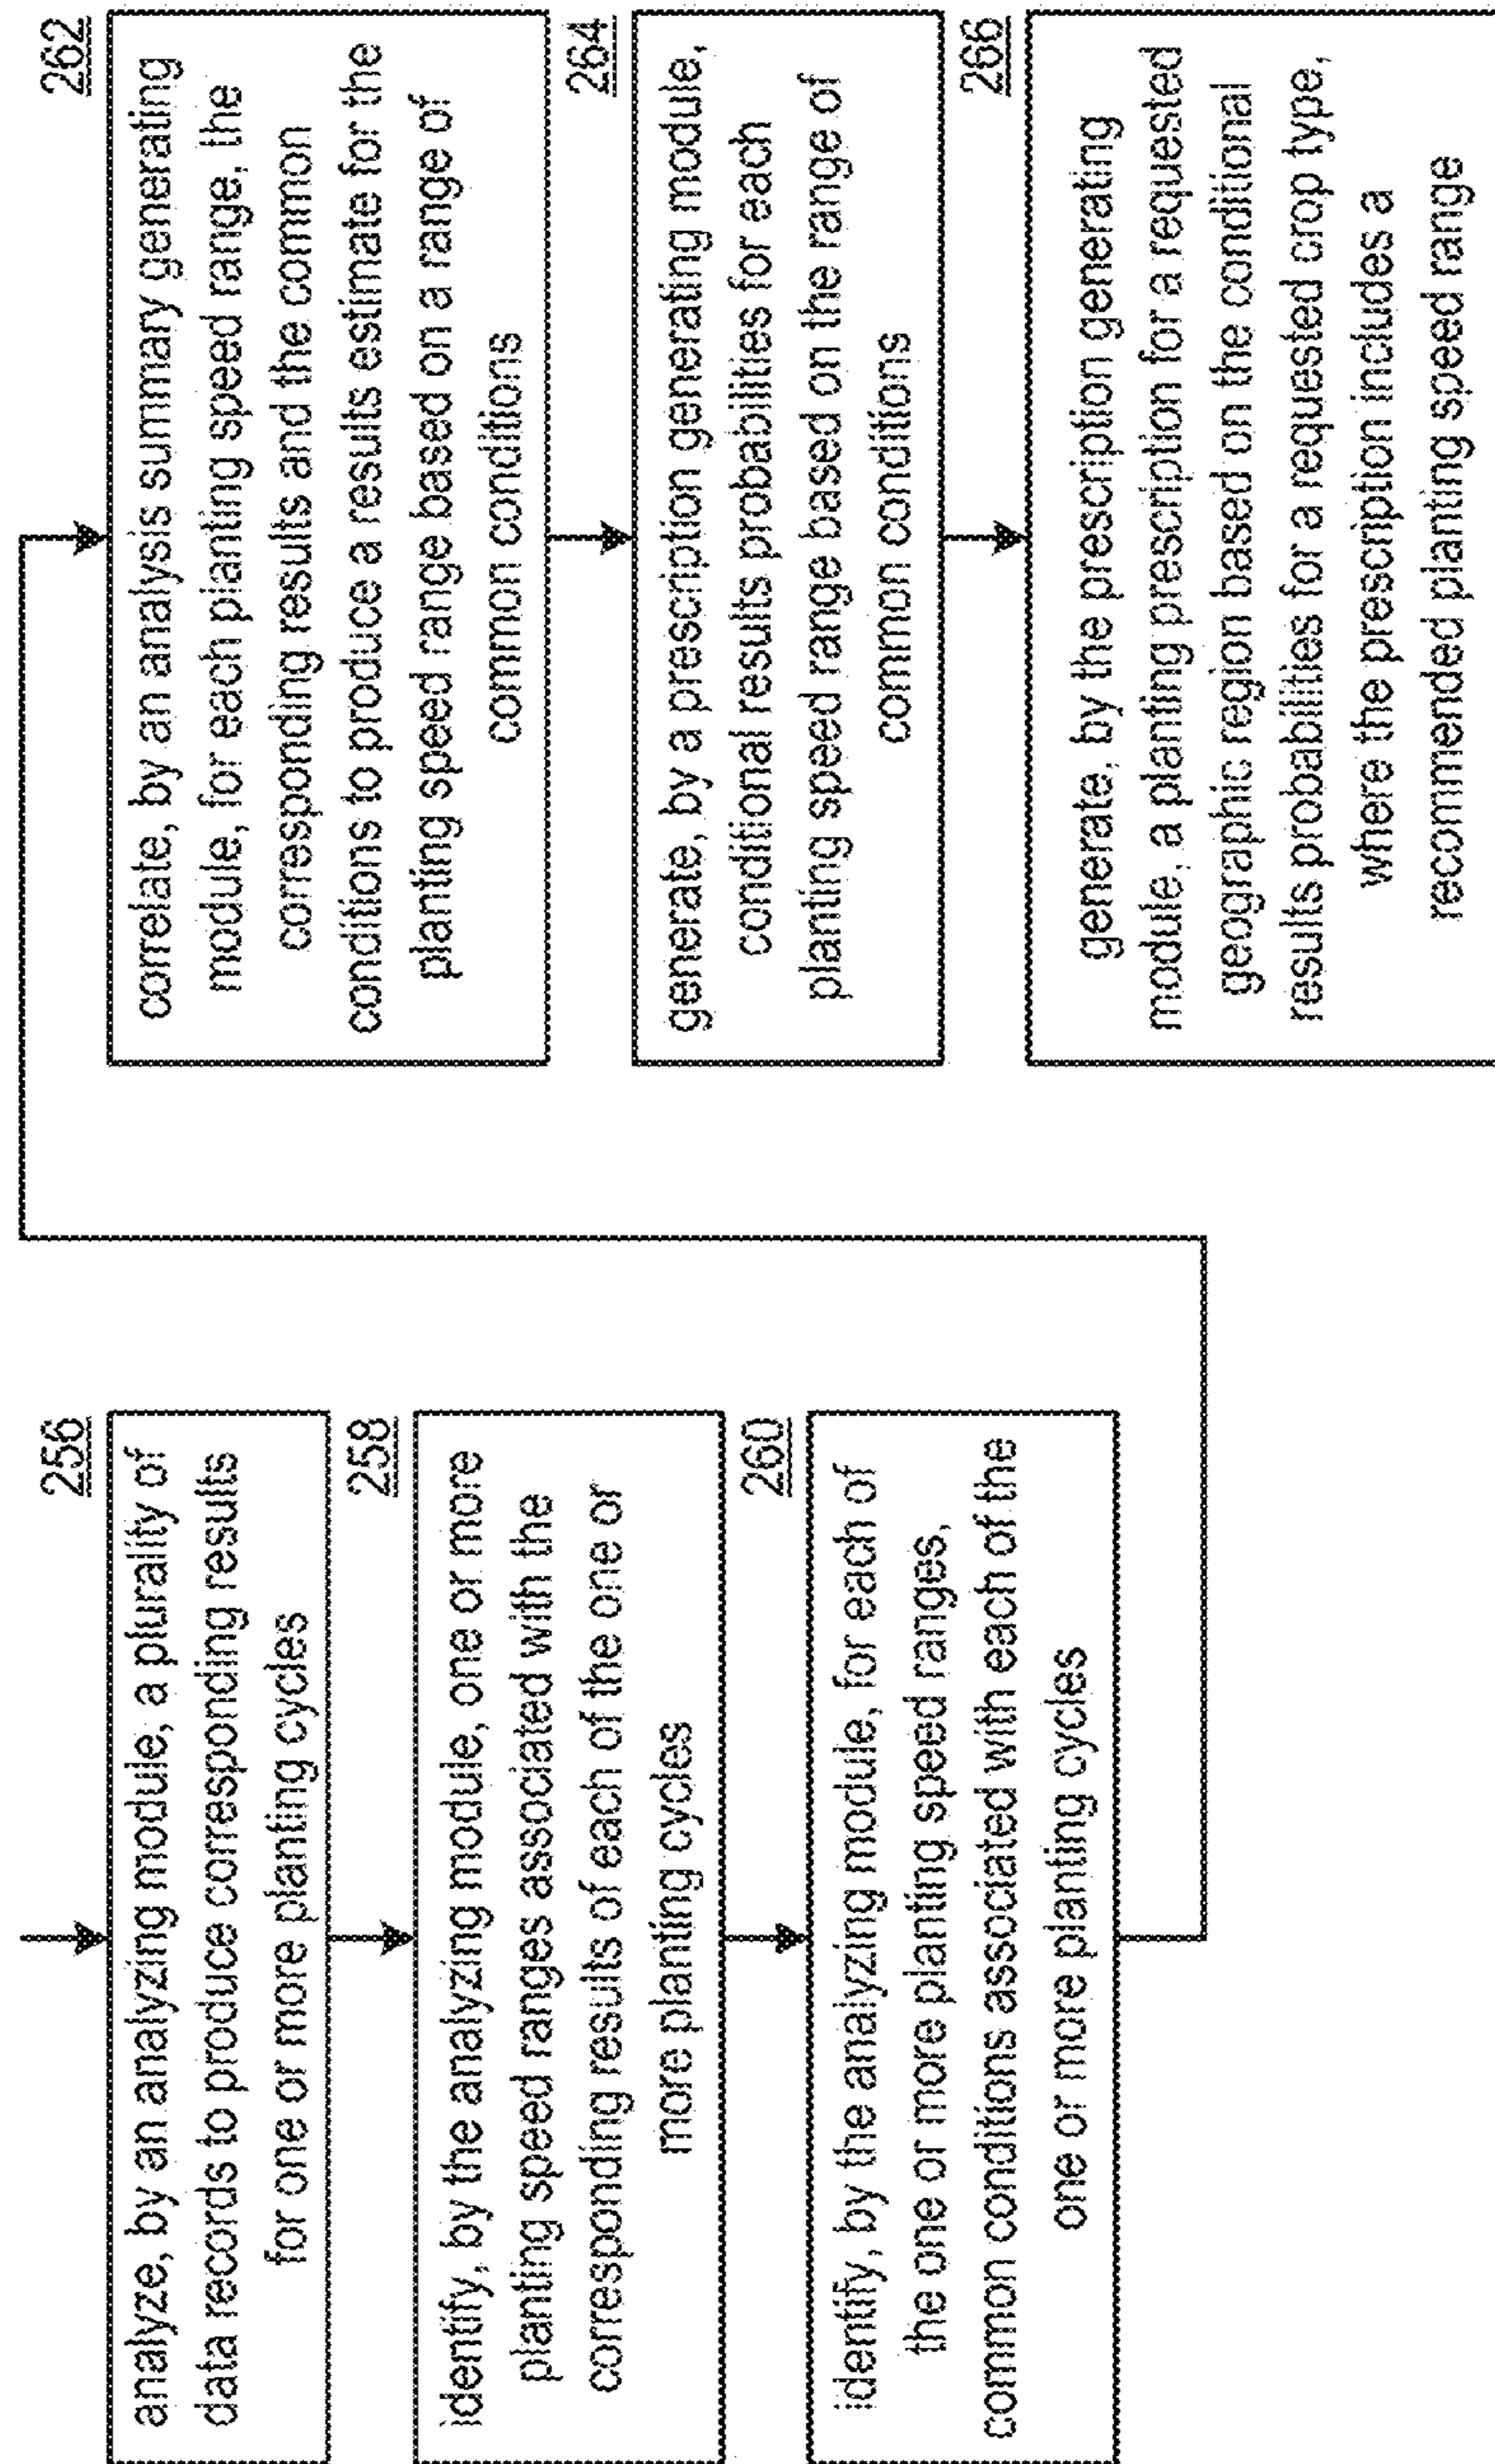 256
analyze, by an analyzing module, a plurality of
data records to produce corresponding results
for one or more planting cycles
258
identify, by the analyzing module, one or more
planting speed ranges associated with the
corresponding results of each of the one or
more planting cycles
260
identify, by the analyzing module, for each of
the one or more planting speed ranges,
common conditions associated with each of the
one or more planting cycles
262
correlate, by an analysis summary generating
module, for each planting speed range, the
corresponding results and the common
conditions to produce a results estimate for the
planting speed range based on a range of
common conditions
264
generate, by a prescription generating module,
conditional results probabilities for each
planting speed range based on the range of
common conditions
266
generate, by the prescription generating
module, a planting prescription for a requested
geographic region based on the conditional
results probabilities for a requested crop type,
where the prescription includes a
recommended planting speed range